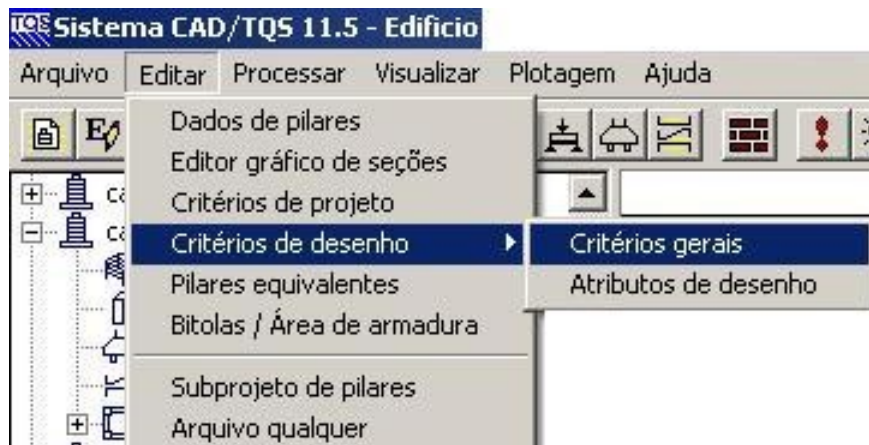 TQS Sistema CAD/TQS 11.5 - Edificio
Arquivo Editar Processar Visualizar Plotagem Ajuda
Dados de pilares
Editor gráfico de seções
Critérios de projeto
Critérios de desenho
Critérios gerais
Pilares equivalentes
Atributos de desenho
Bitolas / Área de armadura
Subprojeto de pilares
Arquivo qualquer